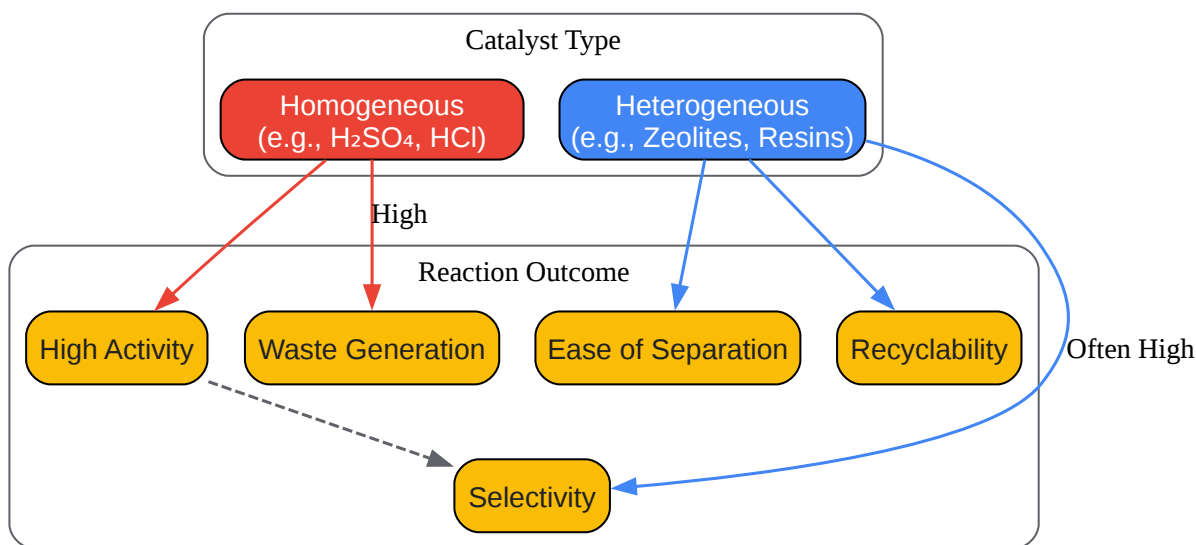 Catalyst Type
Homogeneous
(e.g., H₂SO₄, HCl)
Heterogeneous
(e.g., Zeolites, Resins)
High
Reaction Outcome
High Activity
Waste Generation
Ease of Separation
Recyclability
Often High
Selectivity